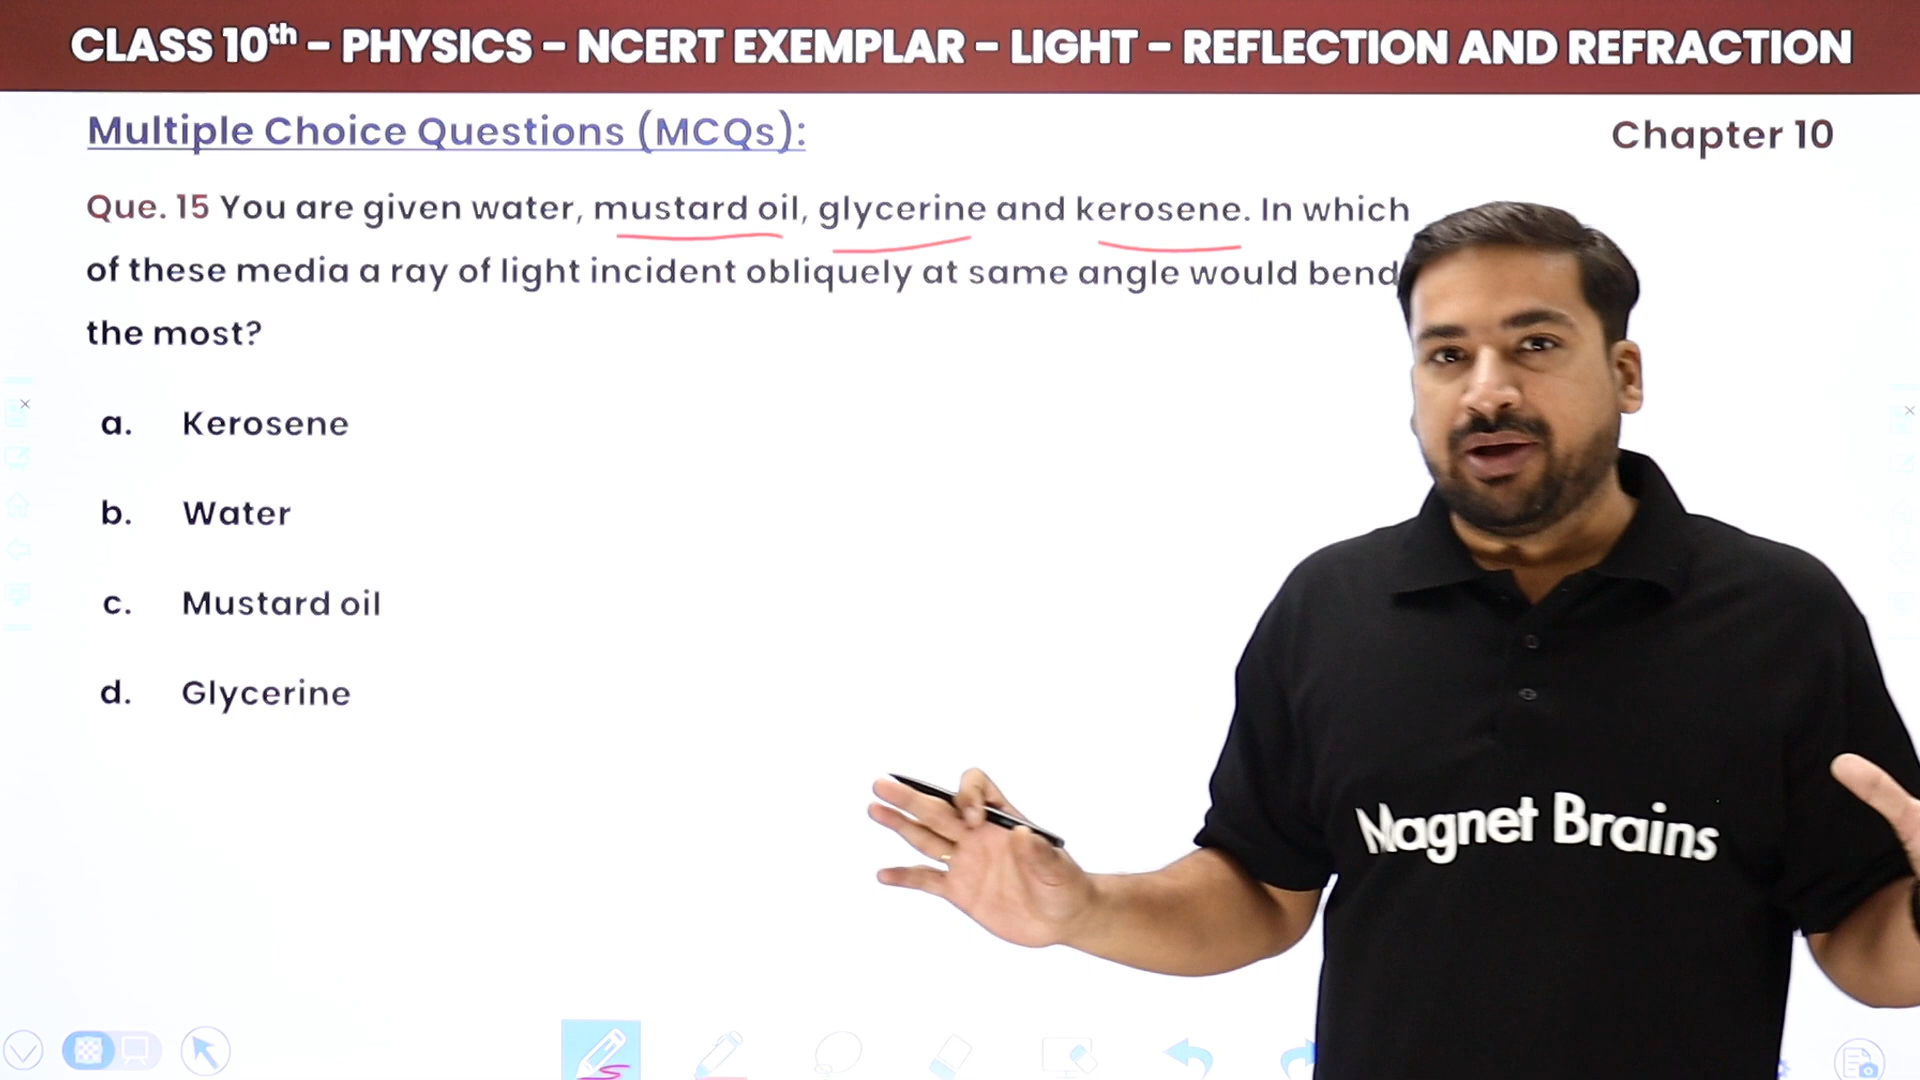 CLASS 10th – PHYSICS – NCERT EXEMPLAR – LIGHT – REFLECTION AND REFRACTION
Multiple Choice Questions (MCQs):
Chapter 10
Que. 15 You are given water, mustard oil, glycerine and kerosene. In which
of these media a ray of light incident obliquely at same angle would bend
the most?
a. Kerosene
b. Water
c. Mustard oil
d. Glycerine
Magnet Brains